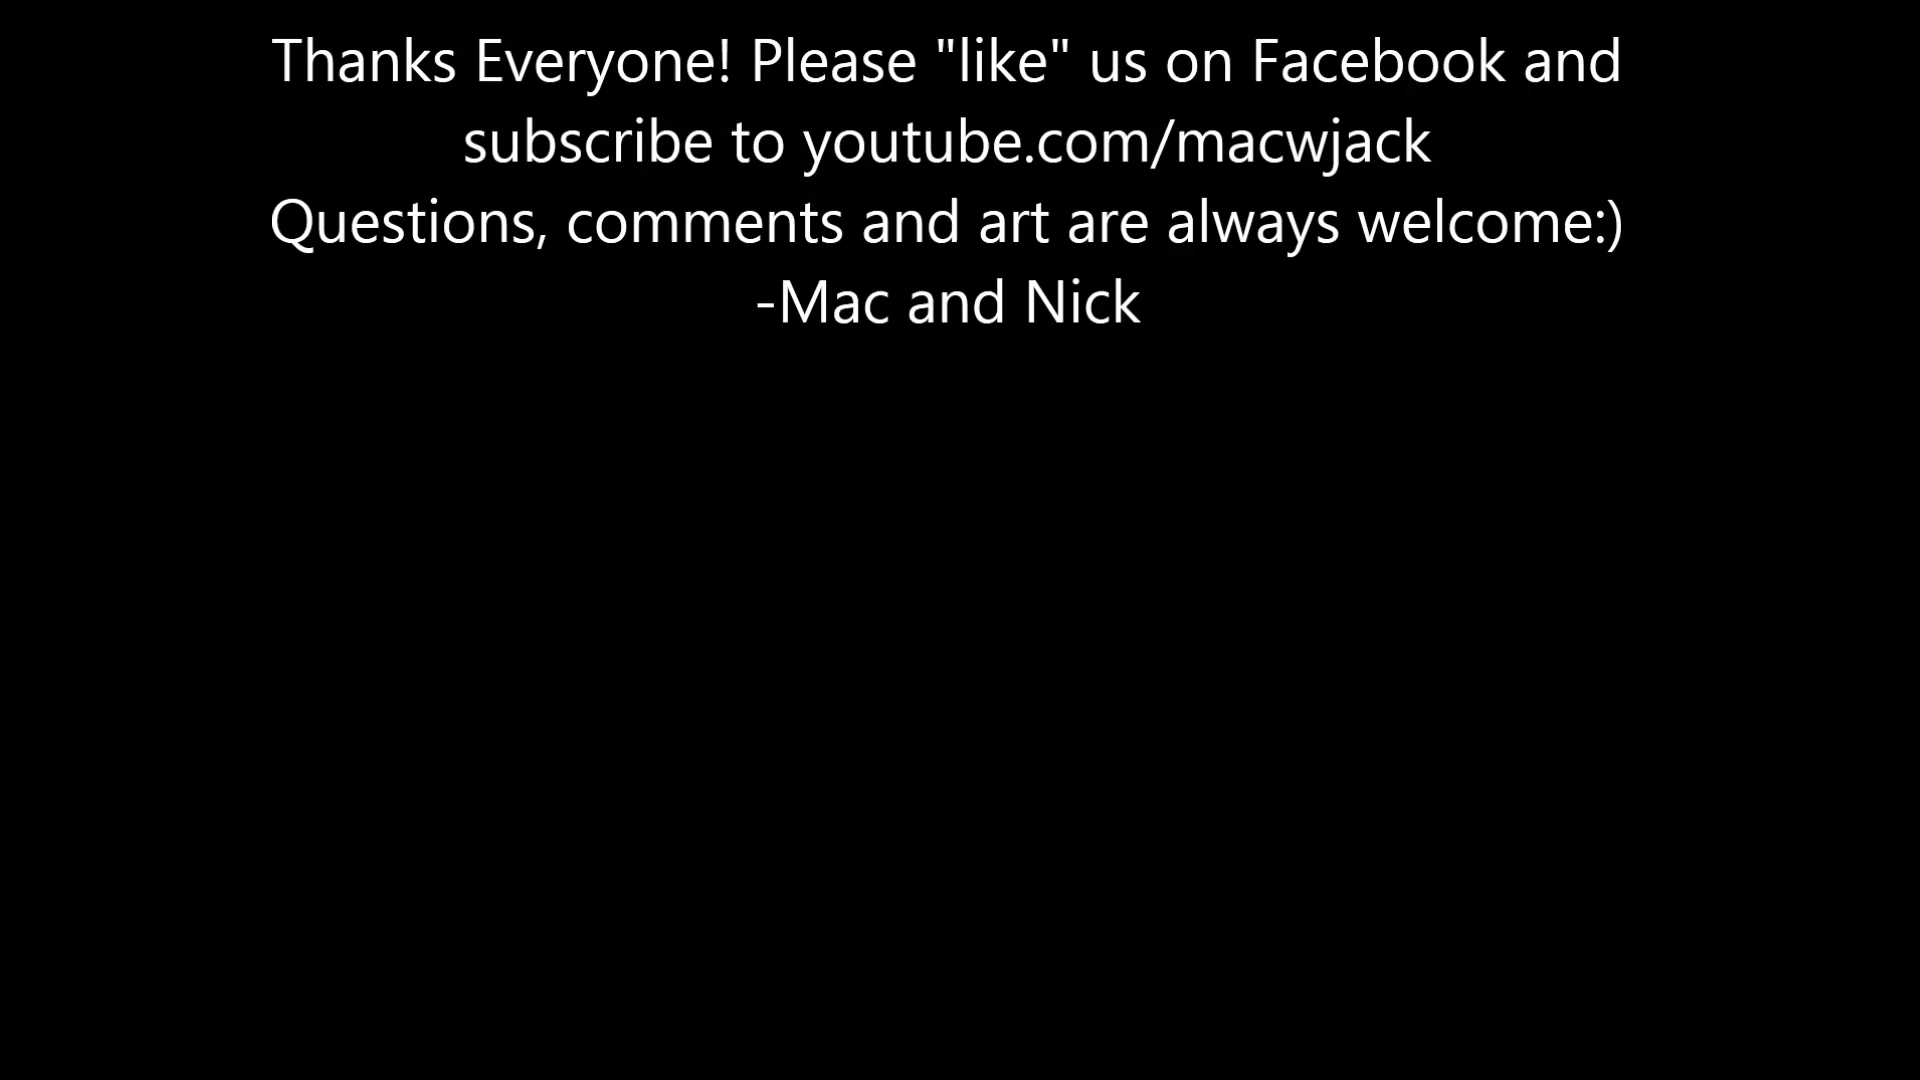 Thanks Everyone! Please "like" us on Facebook and
subscribe to youtube.com/macwjack
Questions, comments and art are always welcome:)
-Mac and Nick